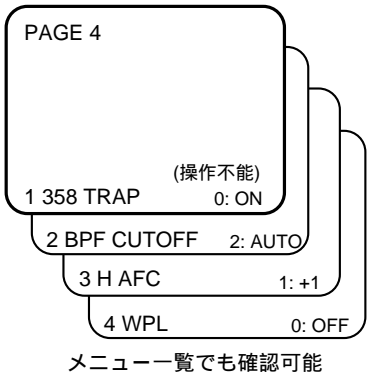 PAGE 4
(操作不能)
1 358 TRAP 0: ON
2 BPF CUTOFF 2: AUTO
3 H AFC 1: +1
4 WPL 0: OFF
メニュー一覧でも確認可能